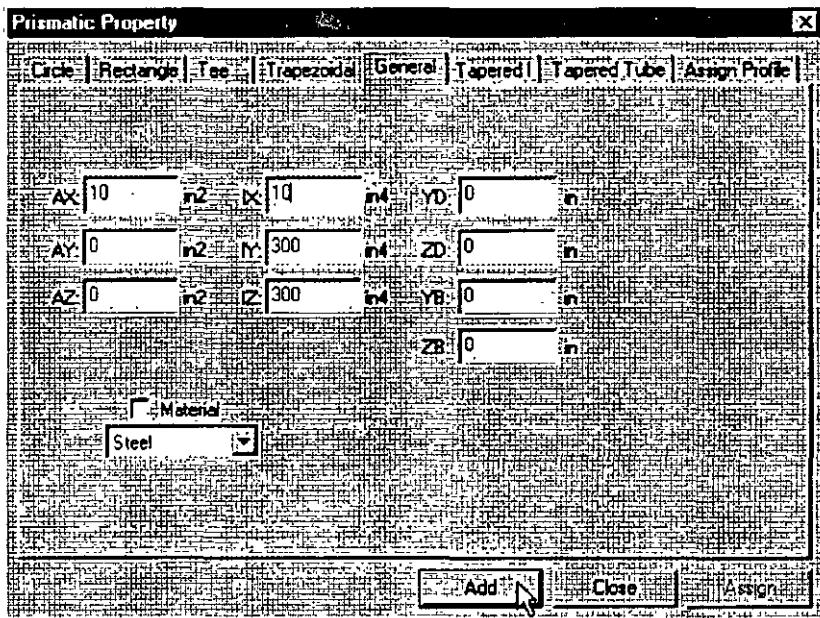 Prismatic Property
Circle Rectangle Tee Trapezoidal General Tapered I Tapered Tube Assign Profile
AX: 10 in2 IX: 10 in4 YD: 0 in
AY: 0 in2 IY: 300 in4 ZD: 0 in
AZ: 0 in2 IZ: 300 in4 YB: 0 in
ZB: 0 in
Material
Steel
Add Close Assign